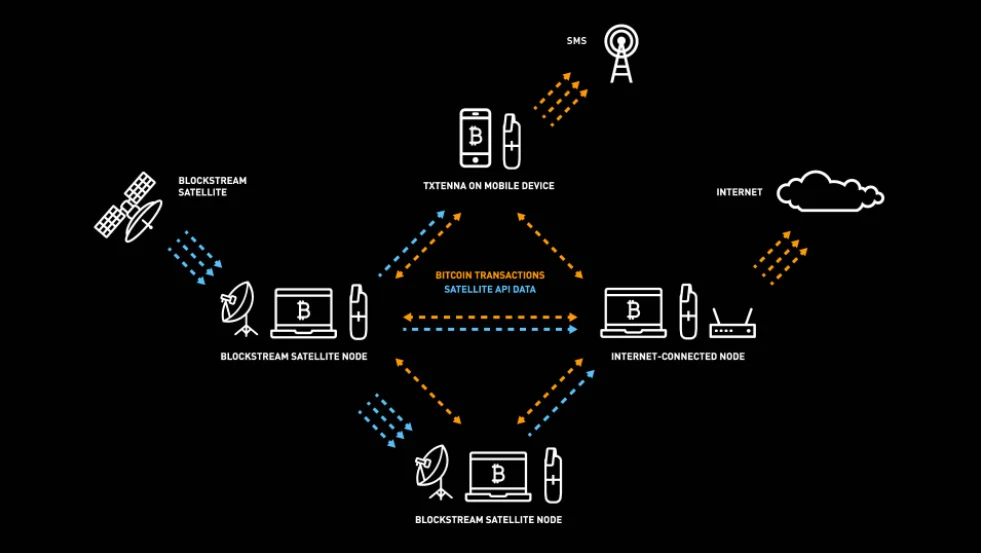 SMS
BLOCKSTREAM
SATELLITE
TXTENNA ON MOBILE DEVICE
INTERNET
BITCOIN TRANSACTIONS
SATELLITE API DATA
BLOCKSTREAM SATELLITE NODE
INTERNET-CONNECTED NODE
BLOCKSTREAM SATELLITE NODE